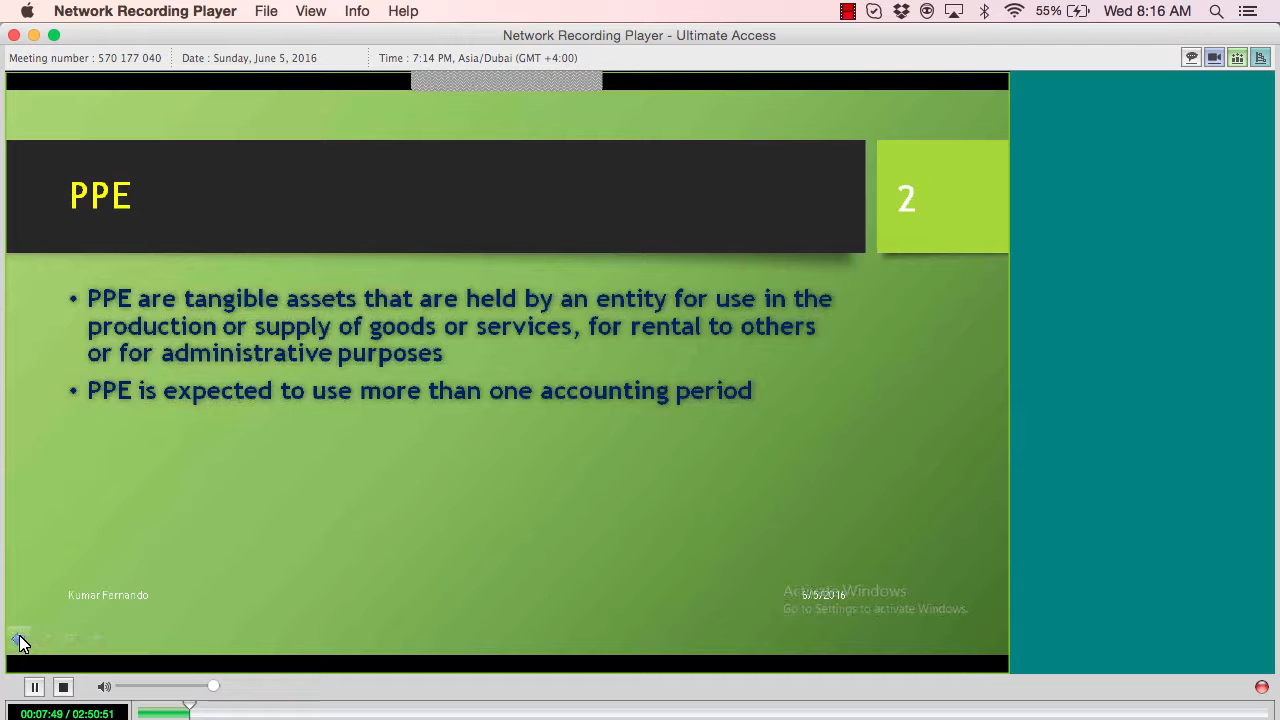 Network Recording Player File View Info Help 55% Wed 8:16 AM
Network Recording Player - Ultimate Access
Meeting number : 570 177 040 Date : Sunday, June 5, 2016 Time : 7:14 PM, Asia/Dubai (GMT +4:00)
PPE
2
• PPE are tangible assets that are held by an entity for use in the
production or supply of goods or services, for rental to others
or for administrative purposes
• PPE is expected to use more than one accounting period
Kumar Fernando
6/5/2016
Activate Windows
Go to Settings to activate Windows.
00:07:49 / 02:50:51